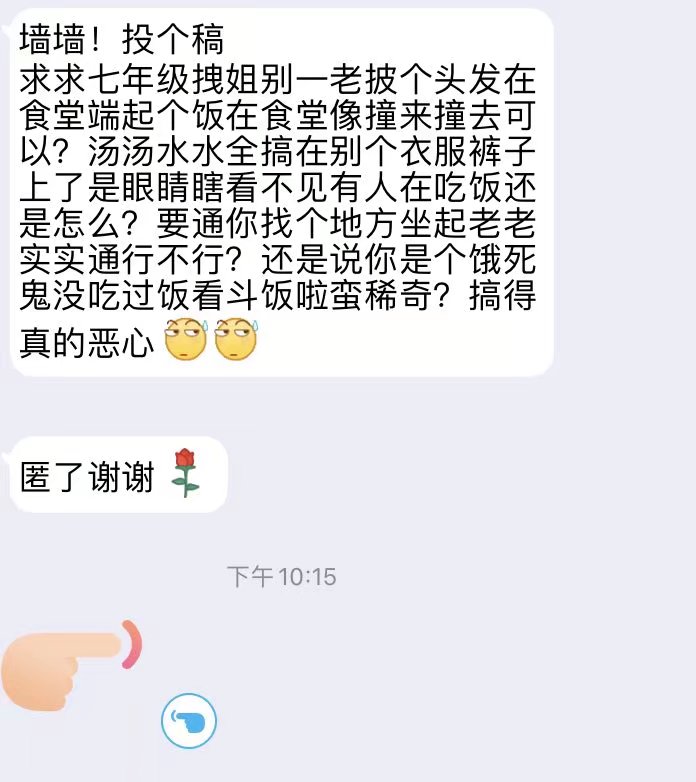 墙墙！投个稿
求求七年级拽姐别一老披个头发在
食堂端起个饭在食堂像撞来撞去可
以？汤汤水水全搞在别个衣服裤子
上了是眼睛瞎看不见有人在吃饭还
是怎么？要通你找个地方坐起老老
实实通行不行？还是说你是个饿死
鬼没吃过饭看斗饭啦蛮稀奇？搞得
真的恶心
匿了谢谢
下午10:15